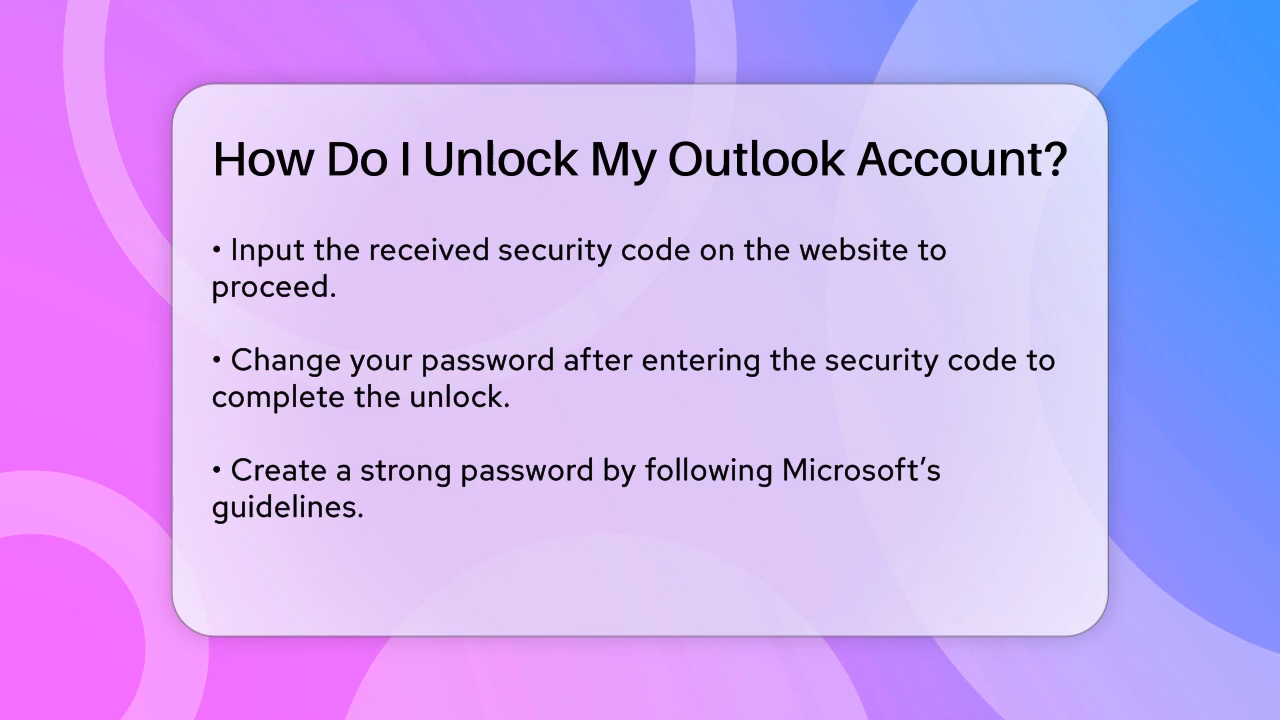 How Do I Unlock My Outlook Account?
• Input the received security code on the website to
proceed.
• Change your password after entering the security code to
complete the unlock.
• Create a strong password by following Microsoft’s
guidelines.